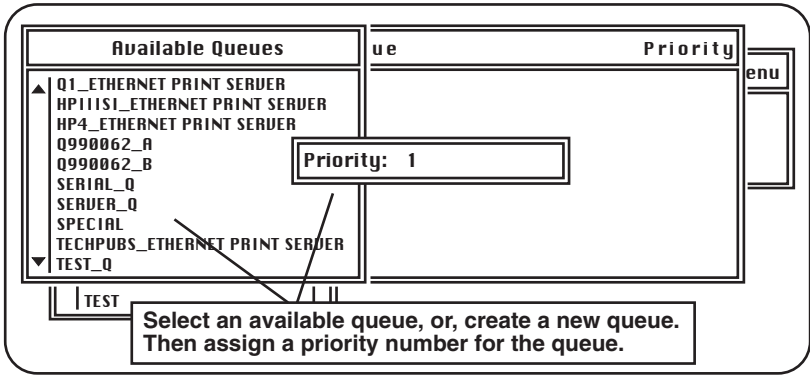 Available Queues
ue Priority
enu
Q1_ETHERNET PRINT SERVER
HPIIISI_ETHERNET PRINT SERVER
HP4_ETHERNET PRINT SERVER
Q990062_A
Q990062_B
SERIAL_Q
SERVER_Q
SPECIAL
TECHPUBS_ETHERNET PRINT SERVER
TEST_Q
Priority: 1
TEST
Select an available queue, or, create a new queue.
Then assign a priority number for the queue.